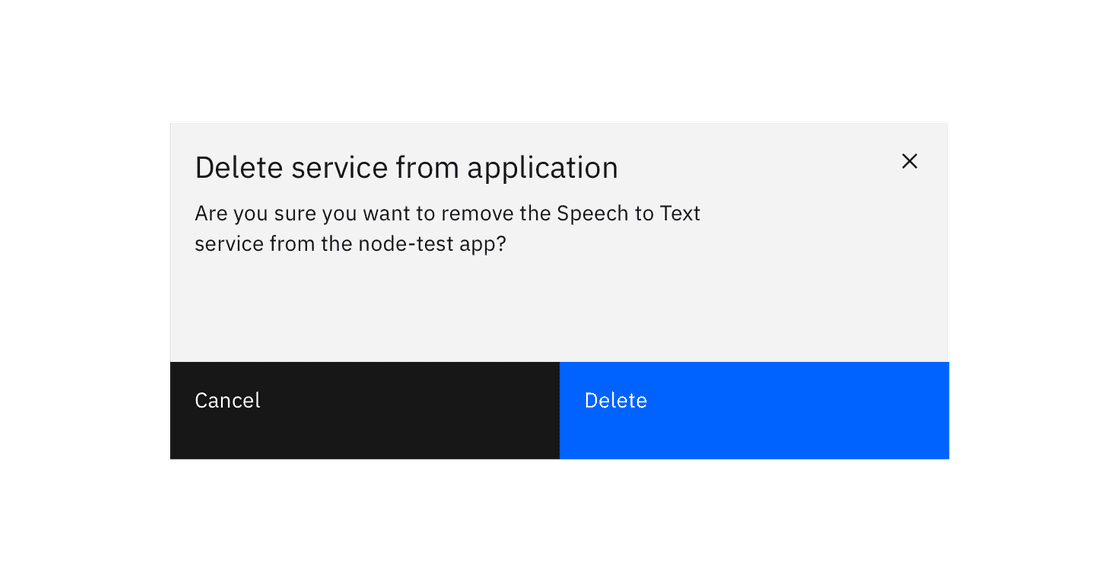 Delete service from application
Are you sure you want to remove the Speech to Text
service from the node-test app?
Cancel
Delete